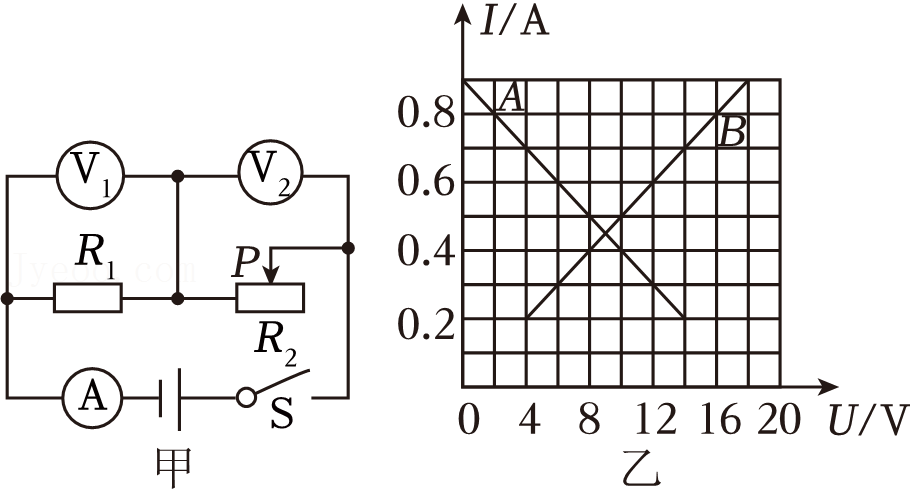 I/A
V₁ V₂
0.8 A
B
0.6
R₁ P
0.4
R₂
0.2
A S
0 4 8 12 16 20 U/V
甲 乙